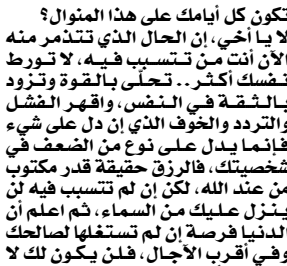 تكون كل أيامك على هذا المنوال؟
لا يا أخي، إن الحال الذي تتذمر منه
الآن أنت من تتسبب فيه، لا تورط
نفسك أكثر.. تحلّى بالقوة وتزود
بالثقة في النفس، واقهر الفشل
والتردد والخوف الذي إن دل على شيء
فإنما يدل على نوع من الضعف في
شخصيتك، فالرزق حقيقة قدر مكتوب
من عند الله، لكن إن لم تتسبب فيه لن
ينزل عليك من السماء، ثم اعلم أن
الدنيا فرصة إن لم تستغلها لصالحك
وفي أقرب الآجال، فلن يكون لك لا